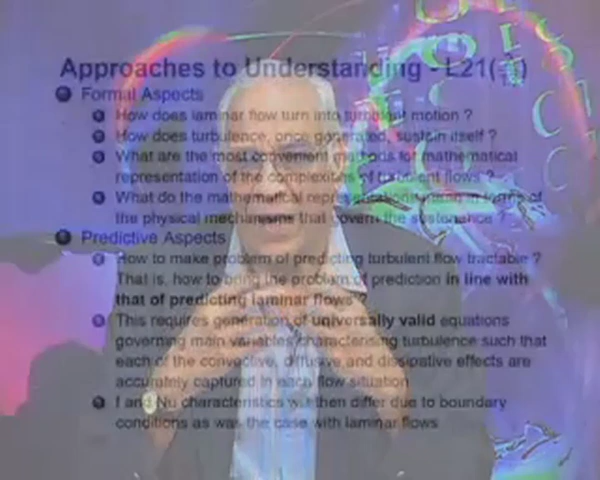 Approaches to Understanding - L21()
Formal Aspects
How does laminar flow turn into turbulent motion ?
How does turbulence, once generated, sustain itself ?
What are the most convenient methods for mathematical
representation of the complexities of turbulent flows ?
What do the mathematical representations mean in terms of
the physical mechanisms that govern the sustenance ?
Predictive Aspects
How to make problem of predicting turbulent flow tractable ?
That is, how to bring the problem of prediction in line with
that of predicting laminar flows
This requires generation of universally valid equations
governing main variables characterising turbulence such that
each of the convective, diffusive and dissipative effects are
accurately captured in each flow situation
f and Nu characteristics will then differ due to boundary
conditions as was the case with laminar flows